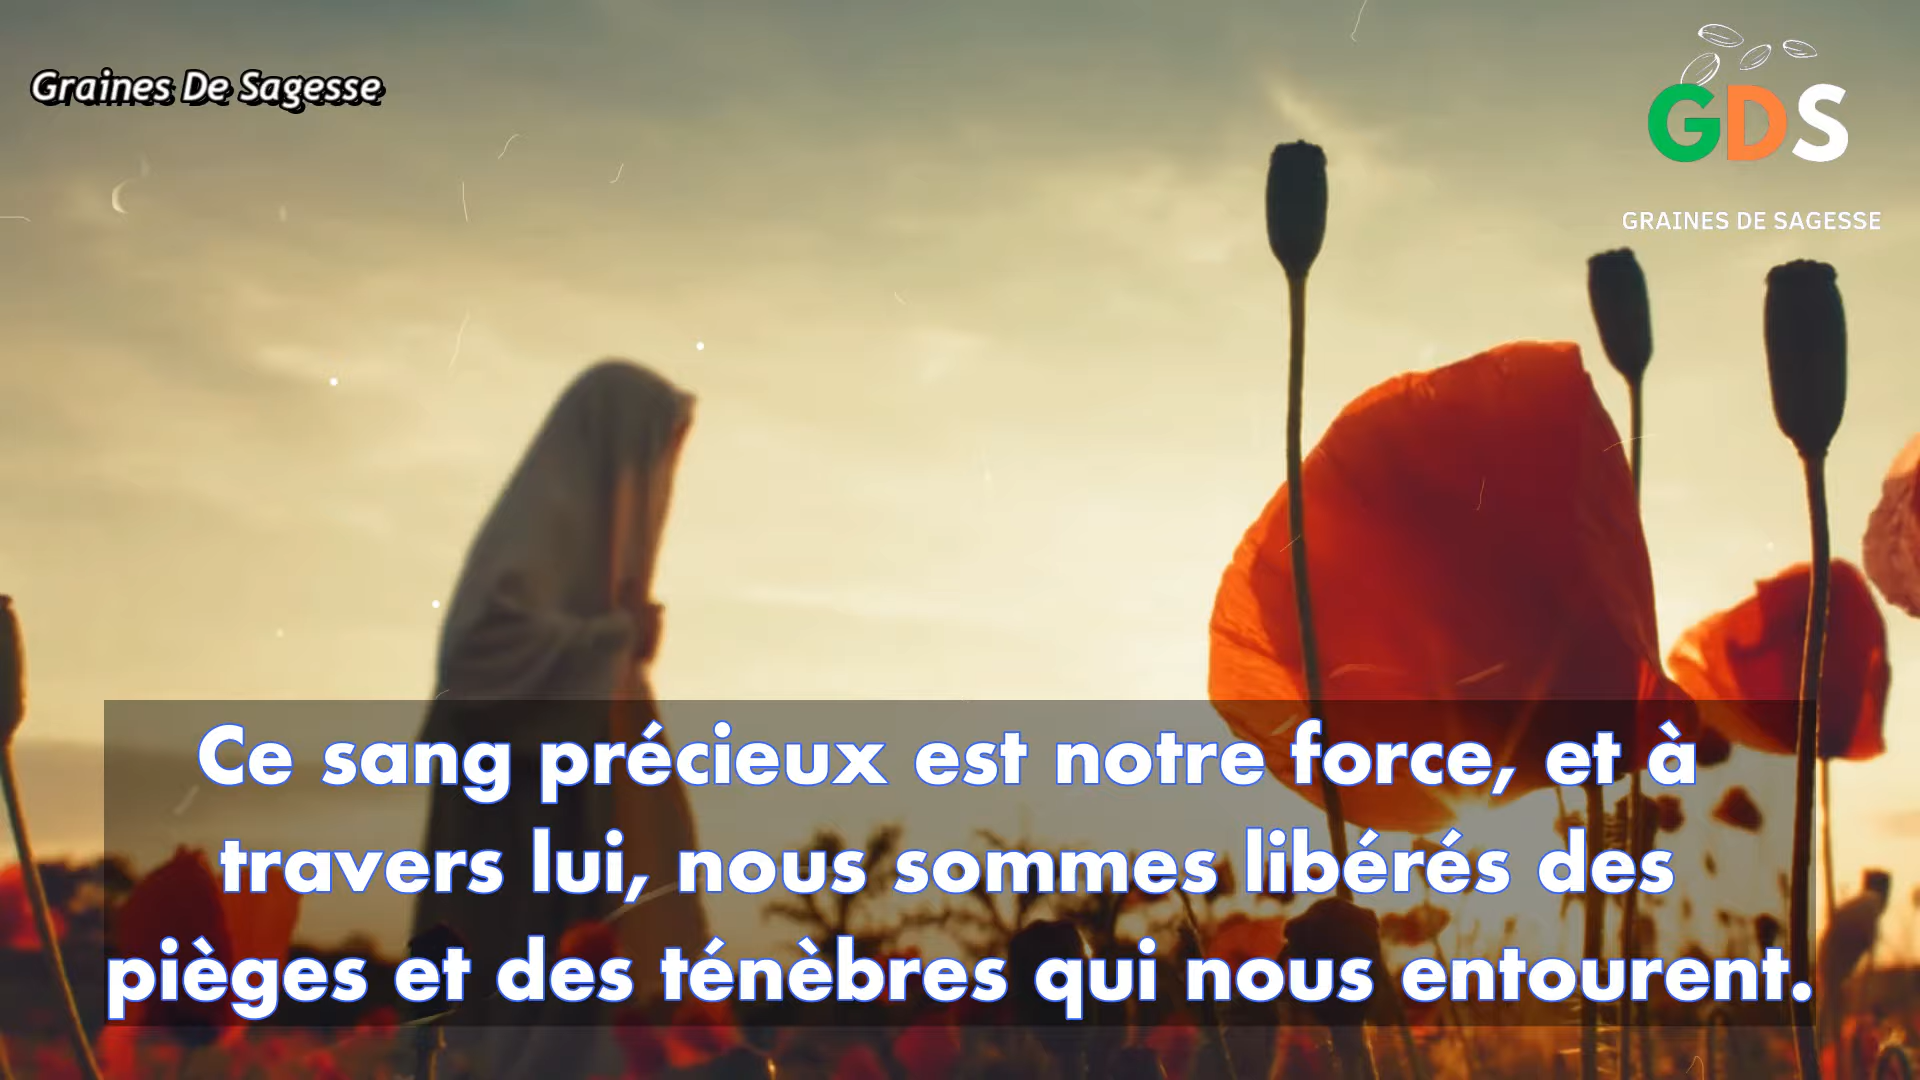 Graines De Sagesse
GDS
GRAINES DE SAGESSE
Ce sang précieux est notre force, et à
travers lui, nous sommes libérés des
pièges et des ténèbres qui nous entourent.